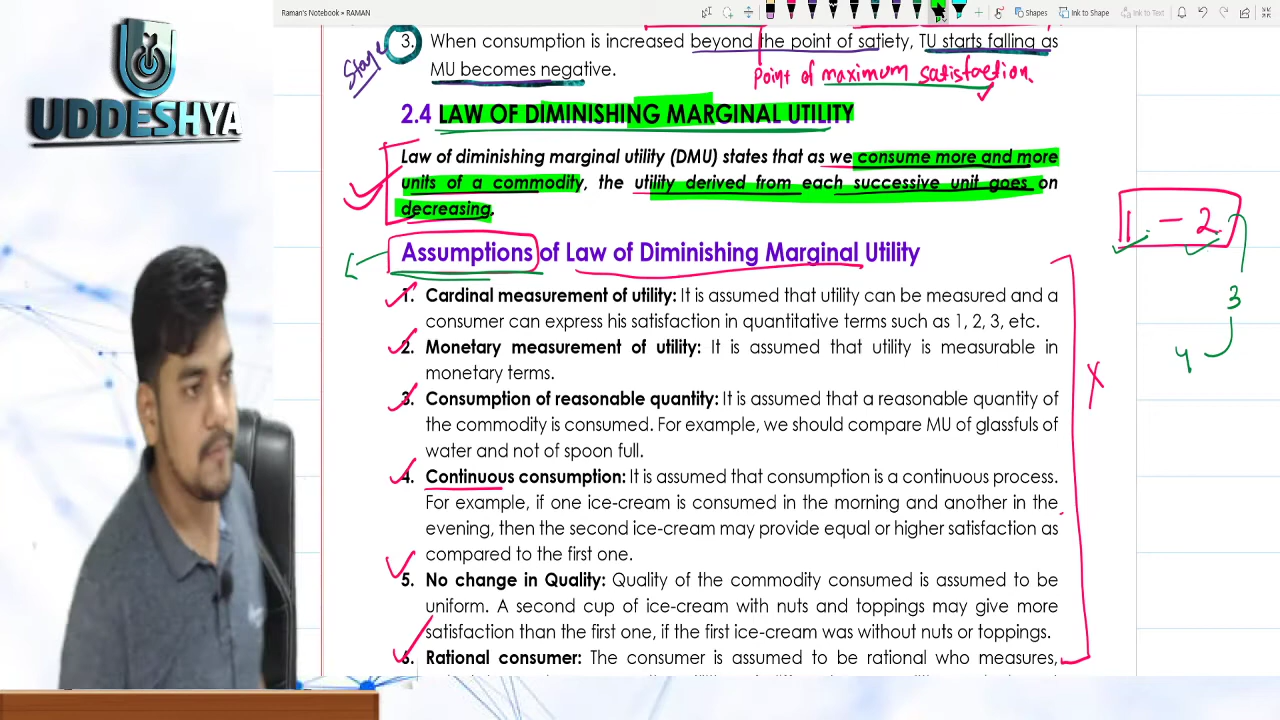 Raman's Notebook » RAMAN
Shapes Ink to Shape Ink to Text
UDDESHYA
Stage
3. When consumption is increased beyond the point of satiety, TU starts falling as
MU becomes negative.
Point of maximum satisfaction.
2.4 LAW OF DIMINISHING MARGINAL UTILITY
Law of diminishing marginal utility (DMU) states that as we consume more and more
units of a commodity, the utility derived from each successive unit goes on
decreasing.
11 - 2
3
4
Assumptions of Law of Diminishing Marginal Utility
1. Cardinal measurement of utility: It is assumed that utility can be measured and a
consumer can express his satisfaction in quantitative terms such as 1, 2, 3, etc.
2. Monetary measurement of utility: It is assumed that utility is measurable in
monetary terms.
3. Consumption of reasonable quantity: It is assumed that a reasonable quantity of
the commodity is consumed. For example, we should compare MU of glassfuls of
water and not of spoon full.
4. Continuous consumption: It is assumed that consumption is a continuous process.
For example, if one ice-cream is consumed in the morning and another in the
evening, then the second ice-cream may provide equal or higher satisfaction as
compared to the first one.
5. No change in Quality: Quality of the commodity consumed is assumed to be
uniform. A second cup of ice-cream with nuts and toppings may give more
satisfaction than the first one, if the first ice-cream was without nuts or toppings.
6. Rational consumer: The consumer is assumed to be rational who measures,